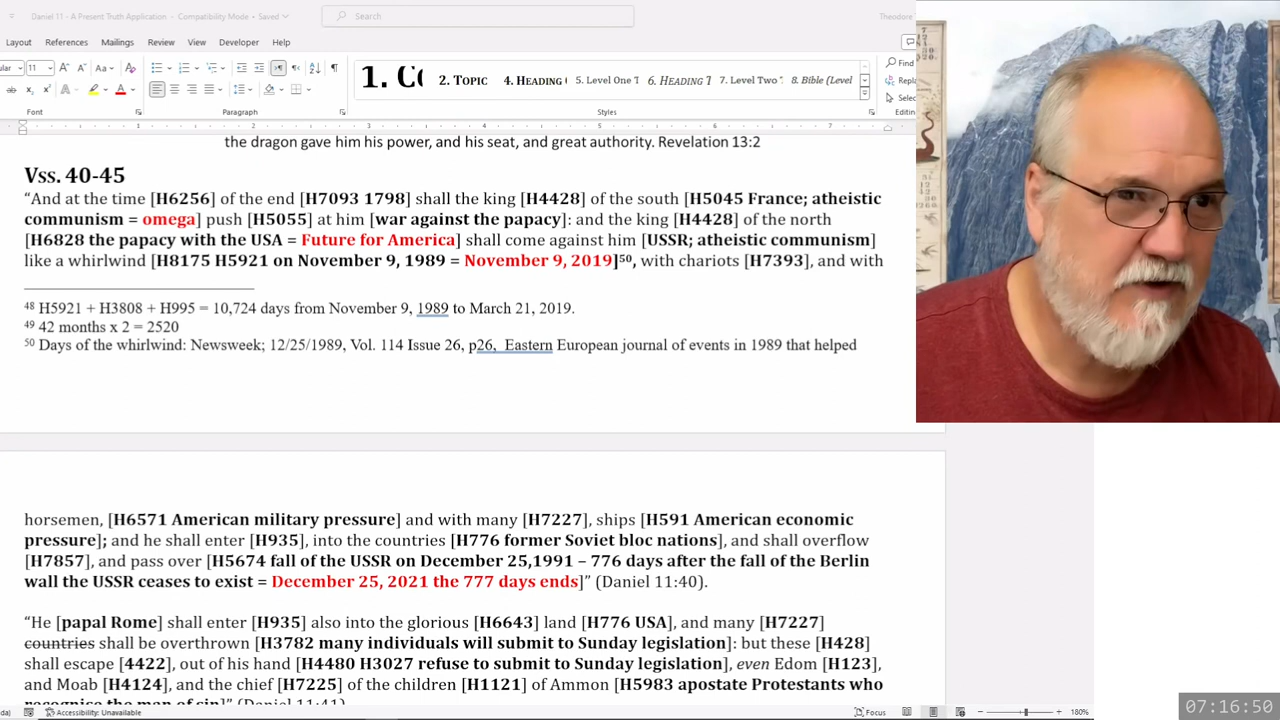 Daniel 11 - A Present Truth Application - Compatibility Mode • Saved
Search
Theodore
Layout References Mailings Review View Developer Help
11
Aa
1. Co
2. TOPIC
4. HEADING
5. Level One
6. HEADING
7. Level Two
8. Bible (Level
Find
Font
Paragraph
Styles
the dragon gave him his power, and his seat, and great authority. Revelation 13:2
Vss. 40-45
“And at the time [H6256] of the end [H7093 1798] shall the king [H4428] of the south [H5045 France; atheistic
communism = omega] push [H5055] at him [war against the papacy]: and the king [H4428] of the north
[H6828 the papacy with the USA = Future for America] shall come against him [USSR; atheistic communism]
like a whirlwind [H8175 H5921 on November 9, 1989 = November 9, 2019]50, with chariots [H7393], and with
48 H5921 + H3808 + H995 = 10,724 days from November 9, 1989 to March 21, 2019.
49 42 months x 2 = 2520
50 Days of the whirlwind: Newsweek; 12/25/1989, Vol. 114 Issue 26, p26, Eastern European journal of events in 1989 that helped
horsemen, [H6571 American military pressure] and with many [H7227], ships [H591 American economic
pressure]; and he shall enter [H935], into the countries [H776 former Soviet bloc nations], and shall overflow
[H7857], and pass over [H5674 fall of the USSR on December 25,1991 – 776 days after the fall of the Berlin
wall the USSR ceases to exist = December 25, 2021 the 777 days ends]” (Daniel 11:40).
“He [papal Rome] shall enter [H935] also into the glorious [H6643] land [H776 USA], and many [H7227]
countries shall be overthrown [H3782 many individuals will submit to Sunday legislation]: but these [H428]
shall escape [4422], out of his hand [H4480 H3027 refuse to submit to Sunday legislation], even Edom [H123],
and Moab [H4124], and the chief [H7225] of the children [H1121] of Ammon [H5983 apostate Protestants who
recognise the man of sin]” (Daniel 11:41)
Accessibility: Unavailable
Focus
180%
07:16:50